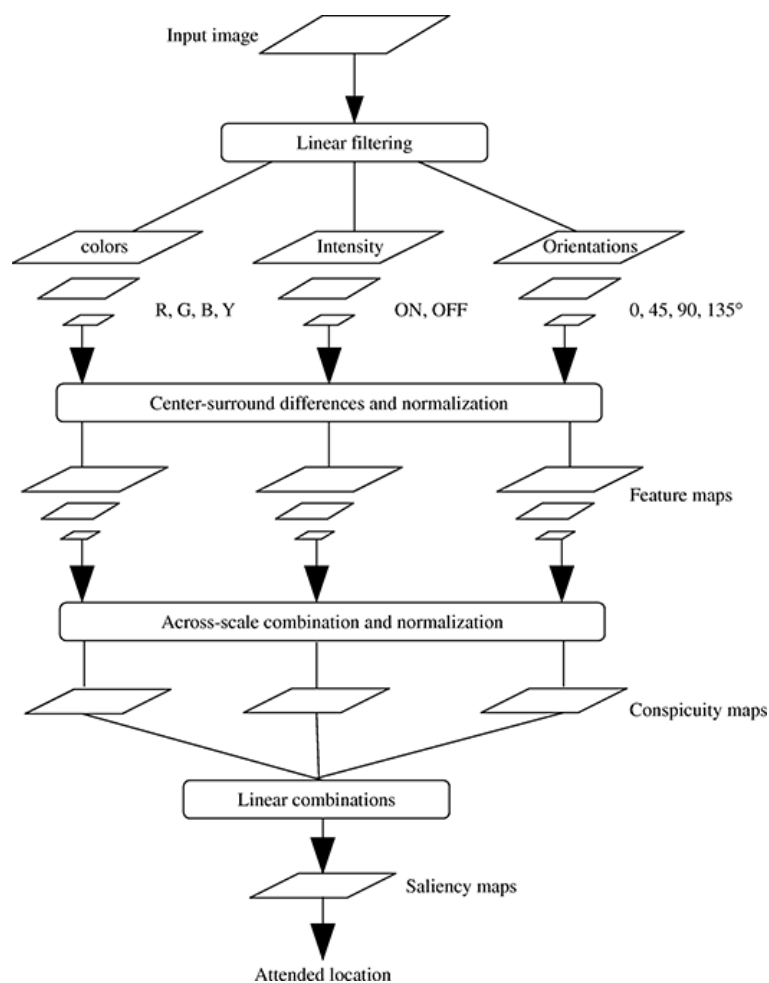 Input image
Linear filtering
colors
Intensity
Orientations
R, G, B, Y
ON, OFF
0, 45, 90, 135°
Center-surround differences and normalization
Feature maps
Across-scale combination and normalization
Conspicuity maps
Linear combinations
Saliency maps
Attended location